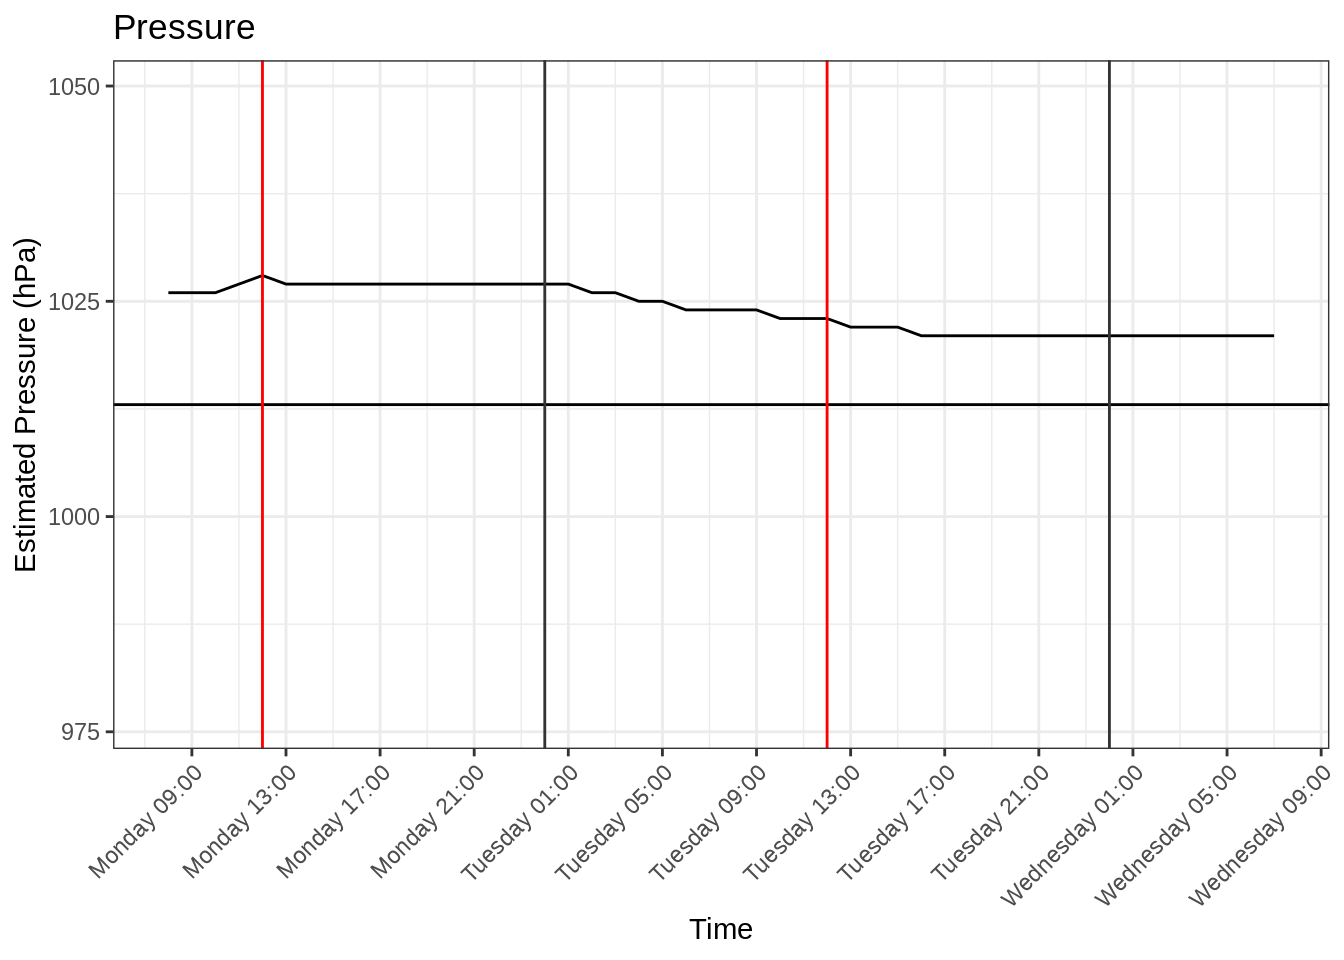 Pressure
Estimated Pressure (hPa)
1050
1025
1000
975
Monday 09:00
Monday 13:00
Monday 17:00
Monday 21:00
Tuesday 01:00
Tuesday 05:00
Tuesday 09:00
Tuesday 13:00
Tuesday 17:00
Tuesday 21:00
Wednesday 01:00
Wednesday 05:00
Wednesday 09:00
Time